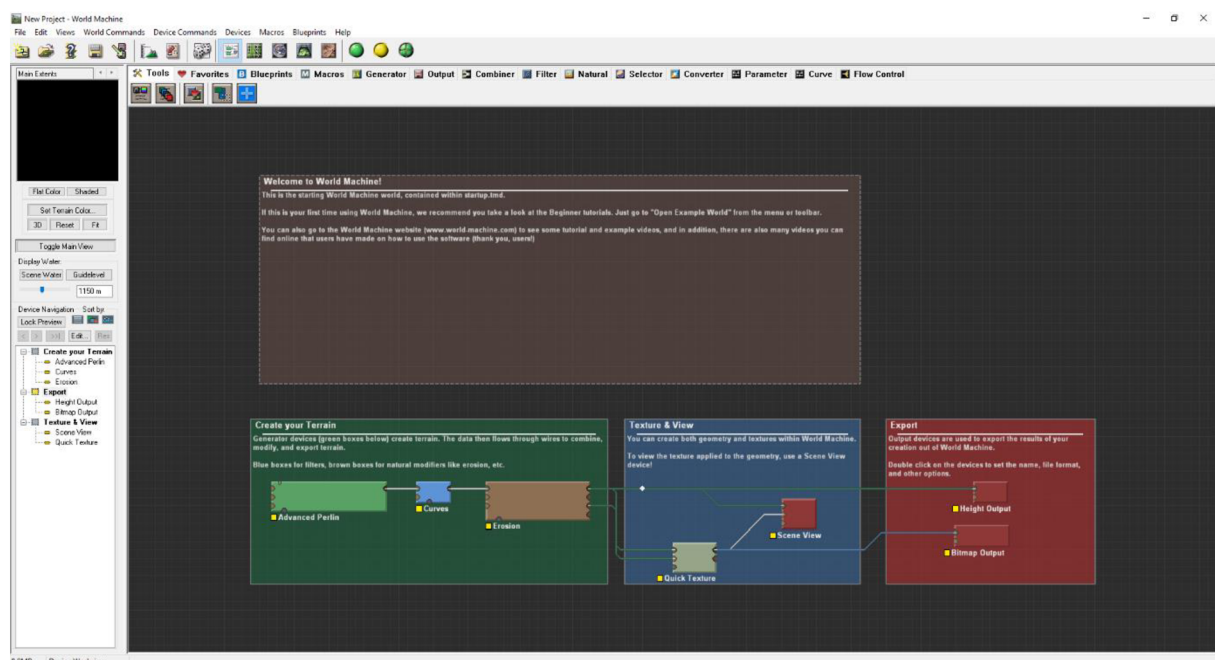 New Project - World Machine
File Edit Views World Commands Device Commands Devices Macros Blueprints Help
Main Extents
Tools Favorites Blueprints Macros Generator Output Combiner Filter Natural Selector Converter Parameter Curve Flow Control
Flat Color Shaded
Set Terrain Color...
3D Reset Fit
Toggle Main View
Display Water:
Scene Water Guidelevel
1150 m
Device Navigation Sort by:
Lock Preview
Edit...
Create your Terrain
Advanced Perlin
Curves
Erosion
Export
Height Output
Bitmap Output
Texture & View
Scene View
Quick Texture
Welcome to World Machine!
This is the starting World Machine world, contained within startup.tmd.
If this is your first time using World Machine, we recommend you take a look at the Beginner tutorials. Just go to "Open Example World" from the menu or toolbar.
You can also go to the World Machine website (www.world-machine.com) to see some tutorial and example videos, and in addition, there are also many videos you can
find online that users have made on how to use the software (thank you, users!)
Create your Terrain
Generator devices (green boxes below) create terrain. The data then flows through wires to combine,
modify, and export terrain.
Blue boxes for filters, brown boxes for natural modifiers like erosion, etc.
Advanced Perlin
Curves
Erosion
Texture & View
You can create both geometry and textures within World Machine.
To view the texture applied to the geometry, use a Scene View
device!
Scene View
Quick Texture
Export
Output devices are used to export the results of your
creation out of World Machine.
Double click on the devices to set the name, file format,
and other options.
Height Output
Bitmap Output